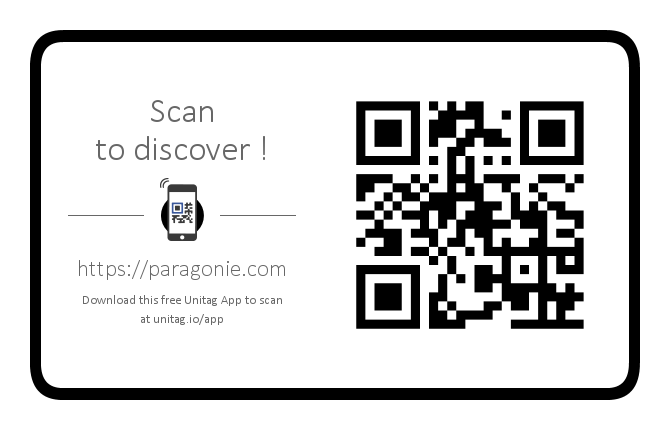 Scan
to discover !
https://paragonie.com
Download this free Unitag App to scan
at unitag.io/app